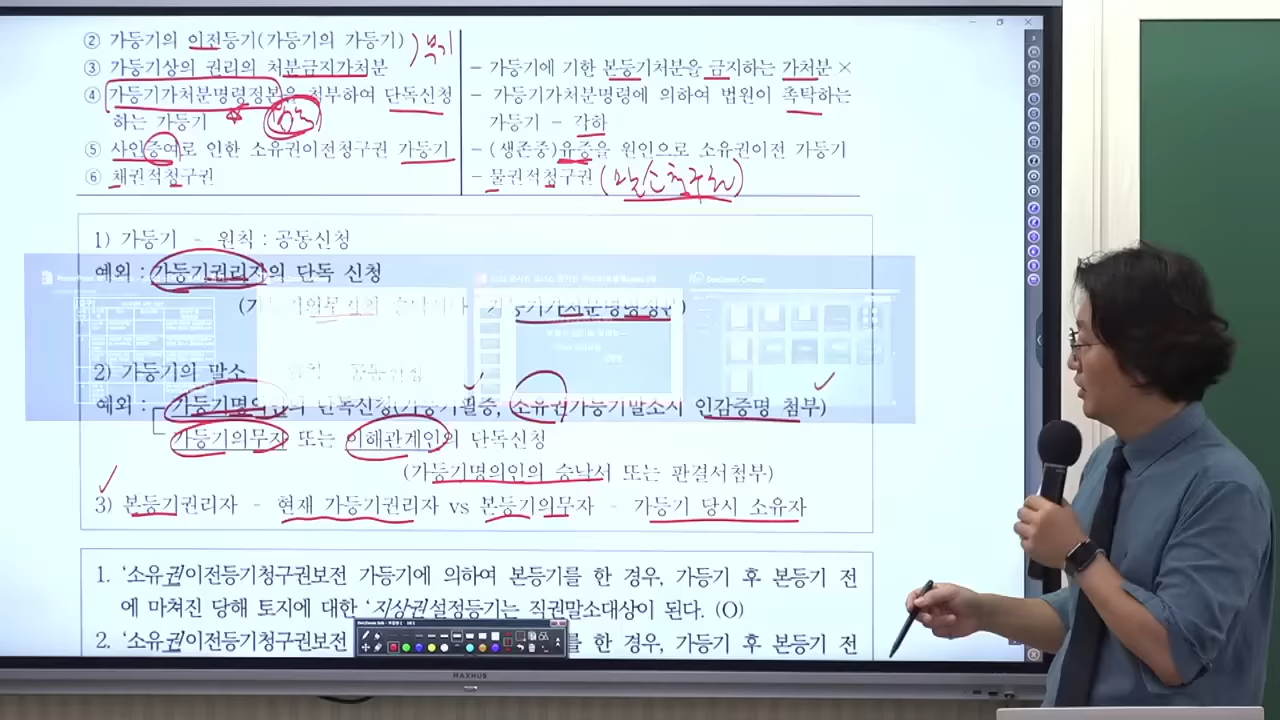 ② 가등기의 이전등기(가등기의 가등기) ) 부기
③ 가등기상의 권리의 처분금지가처분
- 가등기에 기한 본등기처분을 금지하는 가처분 ×
④ 가등기가처분명령정본을 첨부하여 단독신청
하는 가등기
- 가등기가처분명령에 의하여 법원이 촉탁하는
가등기 - 각하
⑤ 사인증여로 인한 소유권이전청구권 가등기
- (생존중)유증을 원인으로 소유권이전 가등기
⑥ 채권적청구권
- 물권적청구권 (말소청구권)
1) 가등기 - 원칙 : 공동신청
예외 : 가등기권리자의 단독 신청
가등기가처분명령정본)
2) 가등기의 말소
예외 : 가등기명의인의 단독신청(가등기필증, 소유권가등기말소시 인감증명 첨부)
가등기의무자 또는 이해관계인의 단독신청
(가등기명의인의 승낙서 또는 판결서첨부)
3) 본등기권리자 - 현재 가등기권리자 vs 본등기의무자 - 가등기 당시 소유자
1. '소유권이전등기청구권보전 가등기에 의하여 본등기를 한 경우, 가등기 후 본등기 전
에 마쳐진 당해 토지에 대한 '지상권설정등기는 직권말소대상이 된다. (O)
2. '소유권이전등기청구권보전 를 한 경우, 가등기 후 본등기 전
MAXHUB